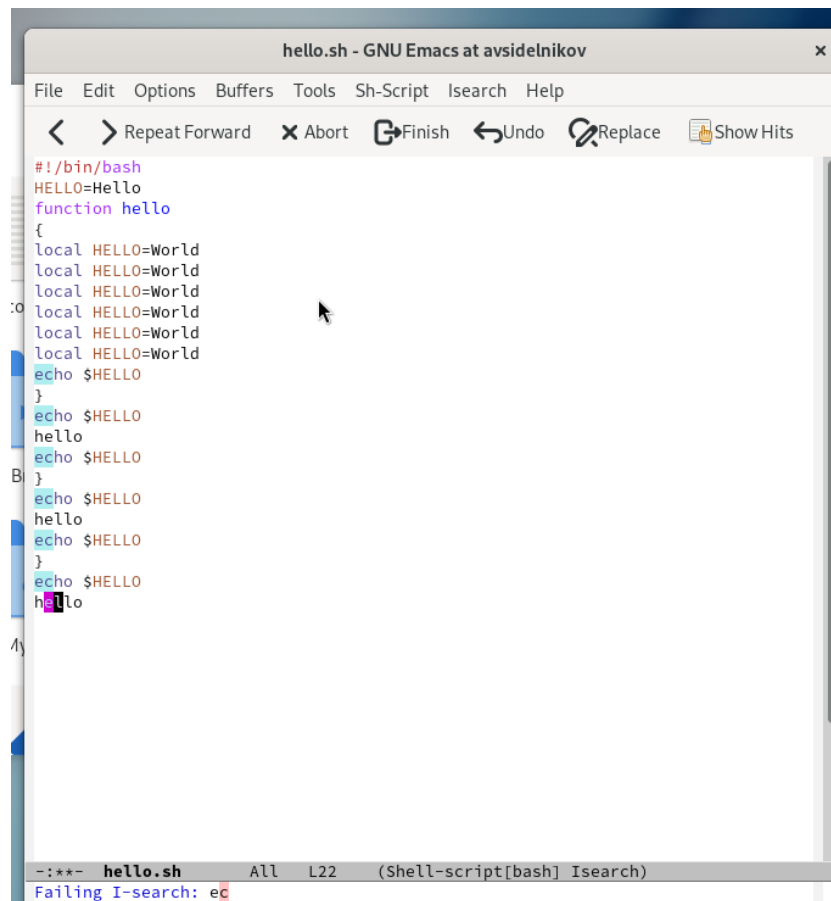 hello.sh - GNU Emacs at avsidelnikov ×
File Edit Options Buffers Tools Sh-Script Isearch Help
Repeat Forward Abort Finish Undo Replace Show Hits
#!/bin/bash
HELLO=Hello
function hello
{
local HELLO=World
local HELLO=World
local HELLO=World
local HELLO=World
local HELLO=World
local HELLO=World
echo $HELLO
}
echo $HELLO
hello
echo $HELLO
}
echo $HELLO
hello
echo $HELLO
}
echo $HELLO
hello
-:**- hello.sh All L22 (Shell-script[bash] Isearch)
Failing I-search: ec